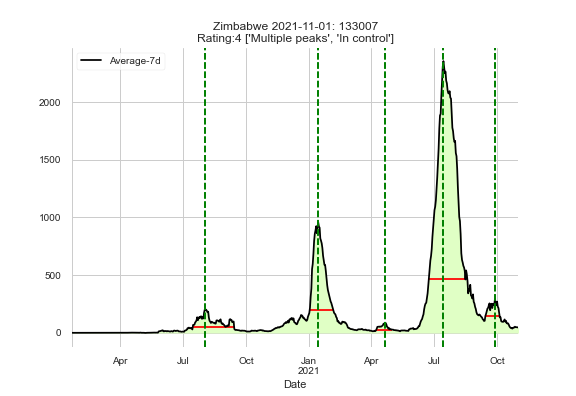 Zimbabwe 2021-11-01: 133007
Rating:4 ['Multiple peaks', 'In control']
Average-7d
2000
1500
1000
500
0
Apr Jul Oct Jan Apr Jul Oct
2021
Date